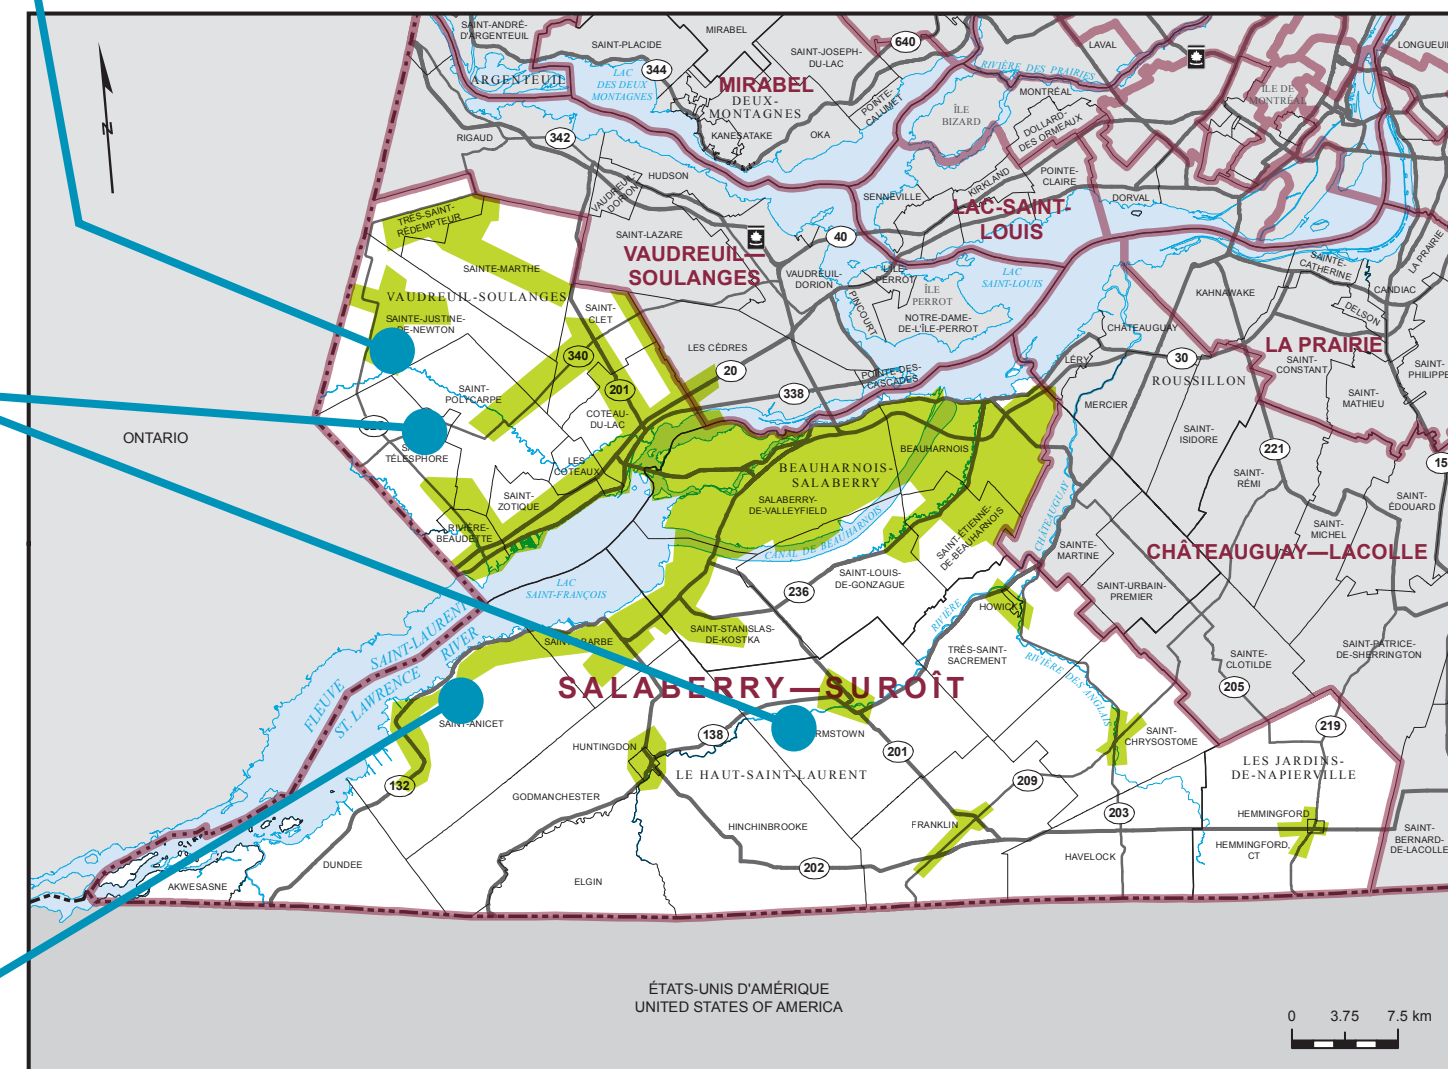 SAINT-ANDRÉ-
D'ARGENTEUIL
SAINT-PLACIDE
MIRABEL
SAINT-JOSEPH-
DU-LAC
640
LAVAL
LONGUEUIL
ARGENTEUIL
LAC
DES DEUX
MONTAGNES
344
MIRABEL
DEUX-
MONTAGNES
POINTE-
CALUMET
RIVIÈRE DES PRAIRIES
MONTRÉAL
ÎLE DE
MONTRÉAL
ÎLE
BIZARD
DOLLARD-
DES ORMEAUX
N
RIGAUD
342
KANESATAKE
OKA
HUDSON
VAUDREUIL-
DORION
SENNEVILLE
KIRKLAND
POINTE-
CLAIRE
DORVAL
LAC-SAINT-
LOUIS
TRÈS-SAINT-
RÉDEMPTEUR
SAINT-LAZARE
VAUDREUIL—
SOULANGES
40
SAINTE-MARTHE
VAUDREUIL-
DORION
L'ÎLE-
PERROT
ÎLE
PERROT
LAC
SAINT-LOUIS
SAINTE-
CATHERINE
LA PRAIRIE
VAUDREUIL-SOULANGES
PINCOURT
KAHNAWAKE
CANDIAC
DELSON
SAINTE-JUSTINE-
DE-NEWTON
SAINT-
CLET
NOTRE-DAME-
DE-L'ÎLE-PERROT
CHÂTEAUGUAY
LES CÈDRES
LA PRAIRIE
340
20
POINTE-DES-
CASCADES
LÉRY
30
ROUSSILLON
SAINT-
CONSTANT
SAINT-
PHILIPPE
201
338
SAINT-
POLYCARPE
COTEAU-
DU-LAC
MERCIER
SAINT-
MATHIEU
ONTARIO
SAINT-
ISIDORE
TÉLESPHORE
LES
COTEAUX
BEAUHARNOIS
221
15
BEAUHARNOIS-
SALABERRY
SAINT-
RÉMI
SAINT-
ZOTIQUE
SALABERRY-
DE-VALLEYFIELD
CHÂTEAUGUAY
SAINT-
ÉDOUARD
RIVIÈRE-
BEAUDETTE
CANAL DE BEAUHARNOIS
SAINT-ÉTIENNE-
DE-BEAUHARNOIS
SAINT-
MICHEL
SAINTE-
MARTINE
CHÂTEAUGUAY—LACOLLE
LAC
SAINT-FRANÇOIS
SAINT-LOUIS-
DE-GONZAGUE
236
SAINT-URBAIN-
PREMIER
HOWICK
RIVIÈRE
SAINT-STANISLAS-
DE-KOSTKA
TRÈS-SAINT-
SACREMENT
SAINT-PATRICE-
DE-SHERRINGTON
SAINTE-
CLOTILDE
FLEUVE SAINT-LAURENT
ST. LAWRENCE RIVER
RIVIÈRE DES ANGLAIS
205
SALABERRY—SUROÎT
219
SAINT-ANICET
138
RMSTOWN
SAINT-
CHRYSOSTOME
HUNTINGDON
201
LES JARDINS-
DE-NAPIERVILLE
LE HAUT-SAINT-LAURENT
209
132
GODMANCHESTER
203
HEMMINGFORD
HINCHINBROOKE
FRANKLIN
HEMMINGFORD,
CT
SAINT-
BERNARD-
DE-LACOLLE
HAVELOCK
DUNDEE
202
ELGIN
AKWESASNE
ÉTATS-UNIS D'AMÉRIQUE
UNITED STATES OF AMERICA
0 3.75 7.5 km